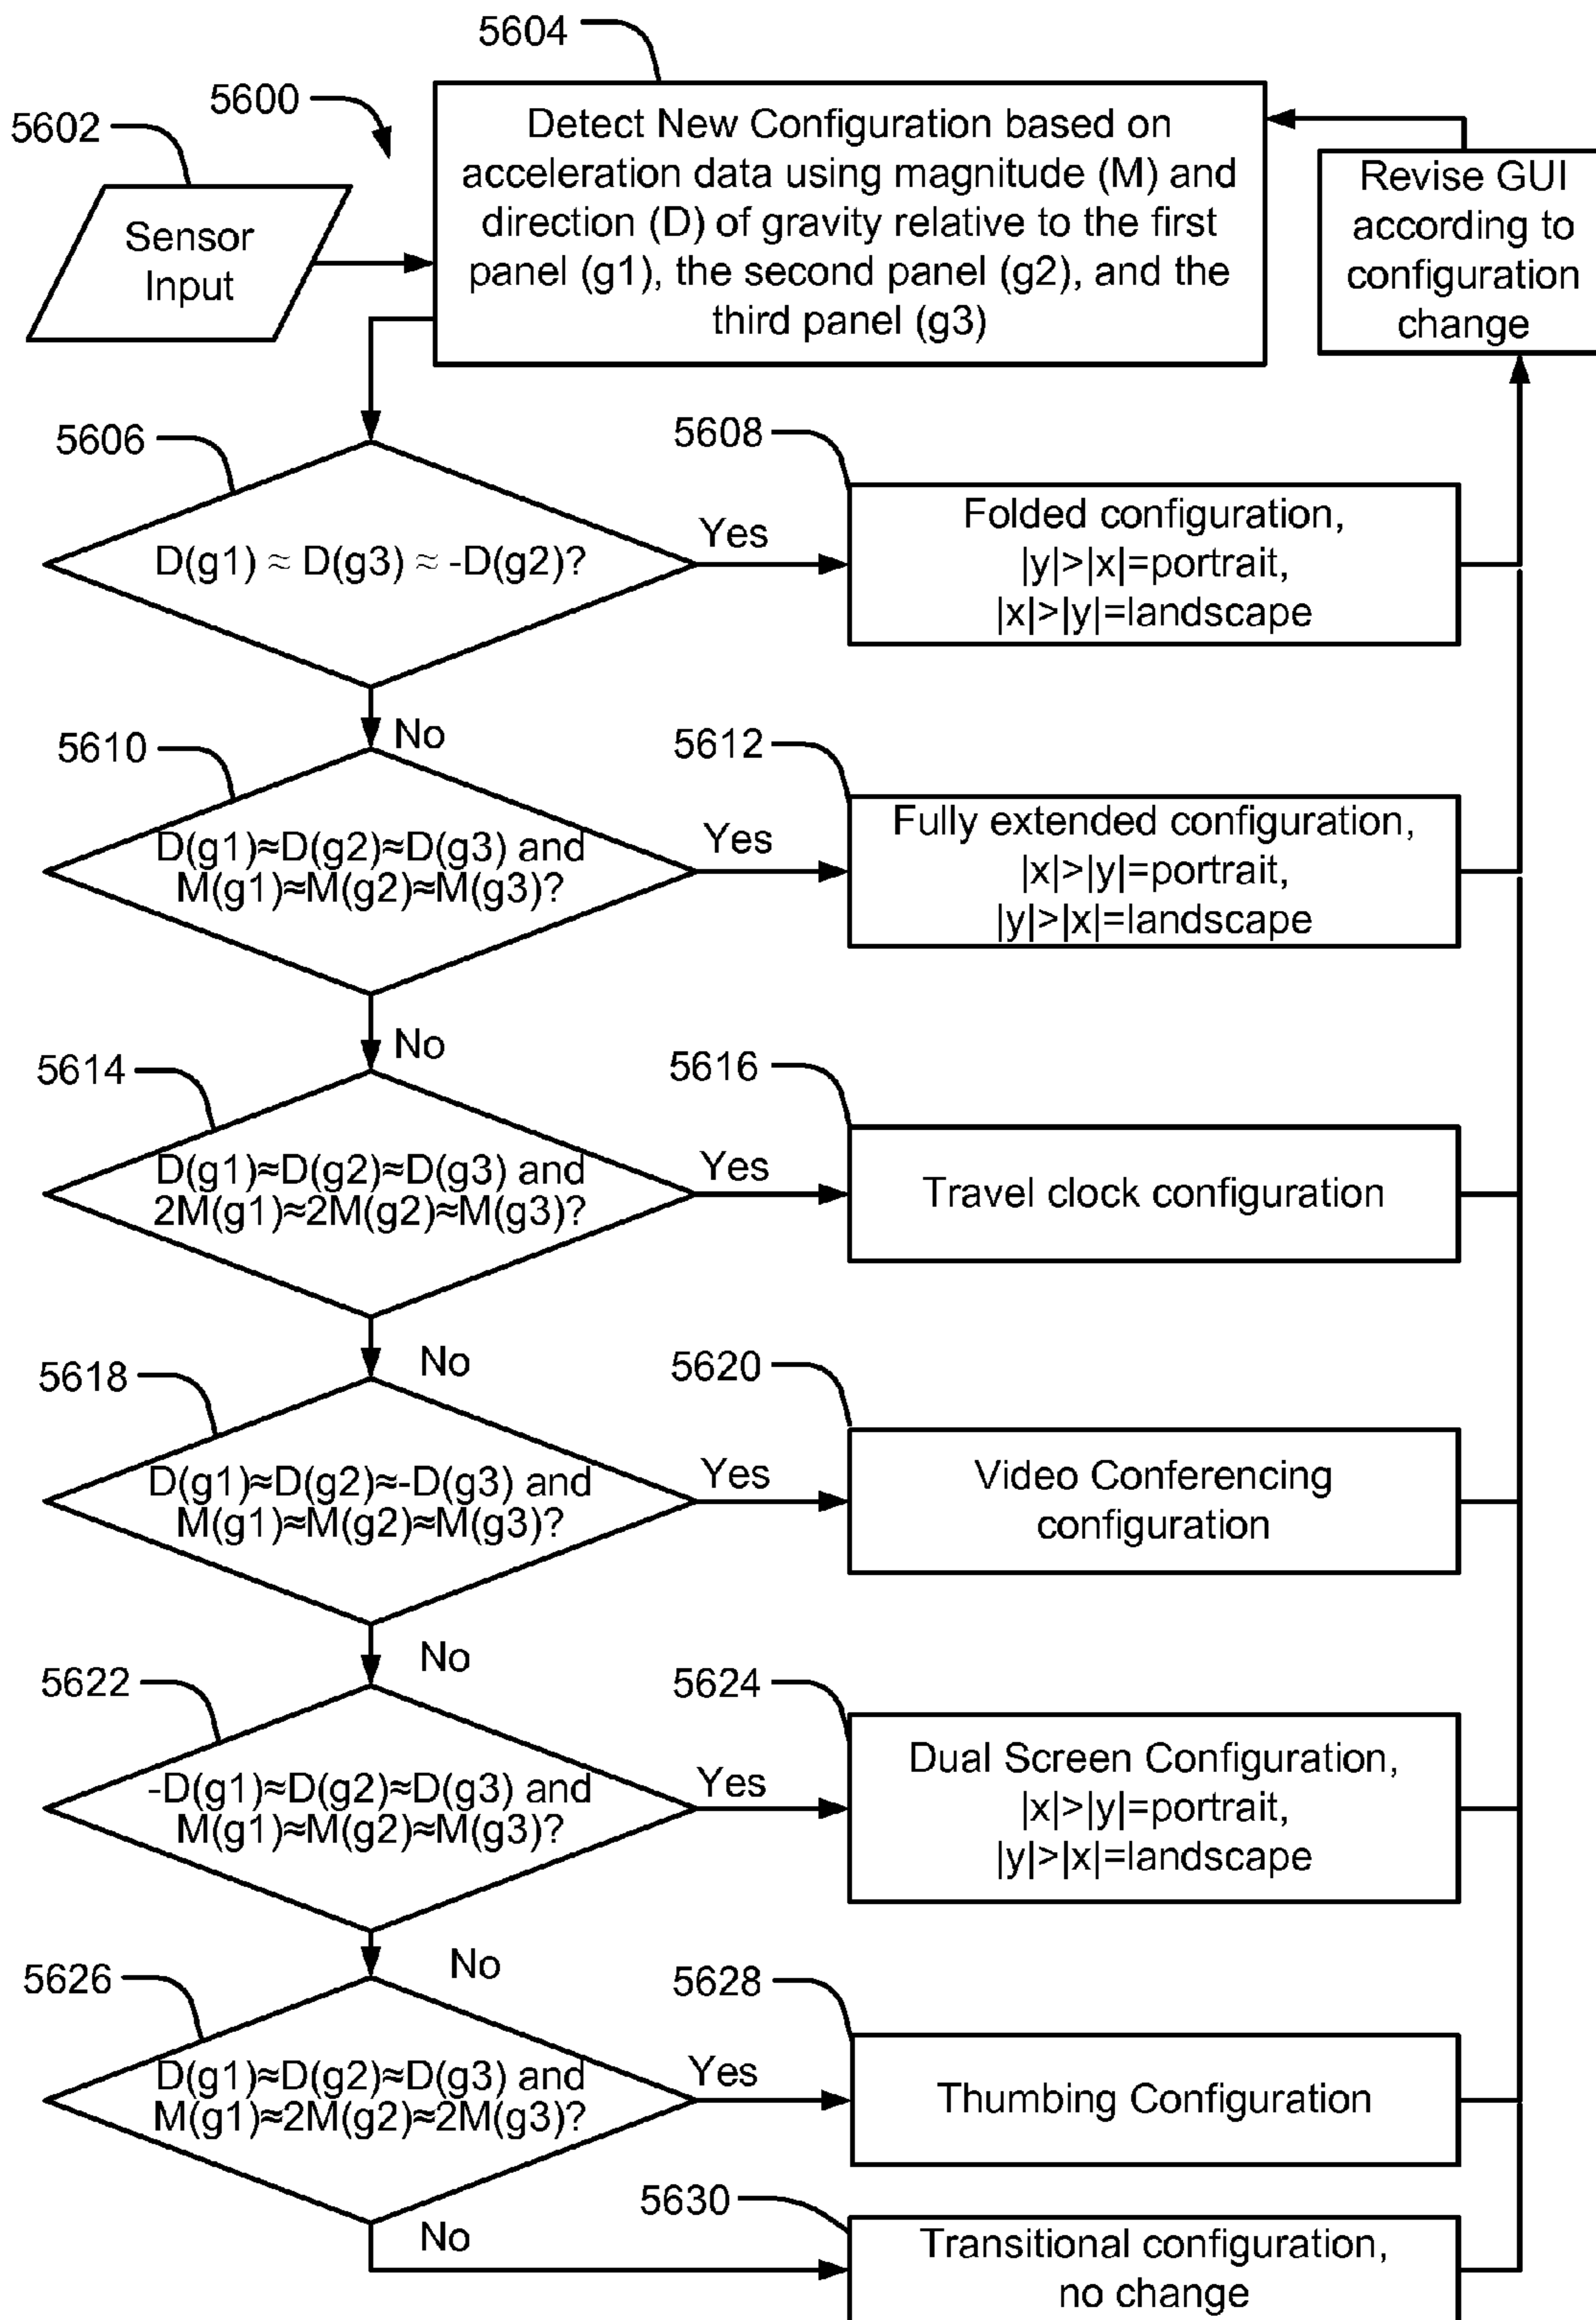 5604
5600
5602
Detect New Configuration based on
acceleration data using magnitude (M) and
direction (D) of gravity relative to the first
panel (g1), the second panel (g2), and the
third panel (g3)
Revise GUI
according to
configuration
change
Sensor
Input
5606
D(g1) ≈ D(g3) ≈ -D(g2)?
Yes
5608
Folded configuration,
|y|>|x|=portrait,
|x|>|y|=landscape
No
5610
D(g1)≈D(g2)≈D(g3) and
M(g1)≈M(g2)≈M(g3)?
Yes
5612
Fully extended configuration,
|x|>|y|=portrait,
|y|>|x|=landscape
No
5614
D(g1)≈D(g2)≈D(g3) and
2M(g1)≈2M(g2)≈M(g3)?
Yes
5616
Travel clock configuration
No
5618
D(g1)≈D(g2)≈-D(g3) and
M(g1)≈M(g2)≈M(g3)?
Yes
5620
Video Conferencing
configuration
No
5622
-D(g1)≈D(g2)≈D(g3) and
M(g1)≈M(g2)≈M(g3)?
Yes
5624
Dual Screen Configuration,
|x|>|y|=portrait,
|y|>|x|=landscape
No
5626
D(g1)≈D(g2)≈D(g3) and
M(g1)≈2M(g2)≈2M(g3)?
Yes
5628
Thumbing Configuration
No
5630
Transitional configuration,
no change